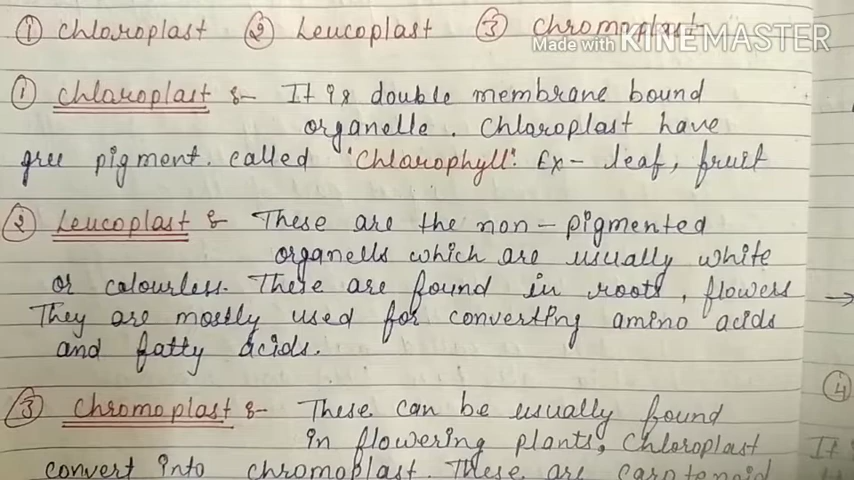 ① Chloroplast ② Leucoplast ③ Chromoplast
Made with KINEMASTER
① Chloroplast :- It is double membrane bound
organelle. Chloroplast have
gree pigment. called 'Chlorophyll'. Ex- leaf, fruit
② Leucoplast :- These are the non-pigmented
organells which are usually white
or colourless. These are found in roots, flowers →
They are mostly used for converting amino acids
and fatty acids.
③ Chromoplast :- These can be usually found
in flowering plants, Chloroplast
convert into chromoplast. These are carotenoid
④
It